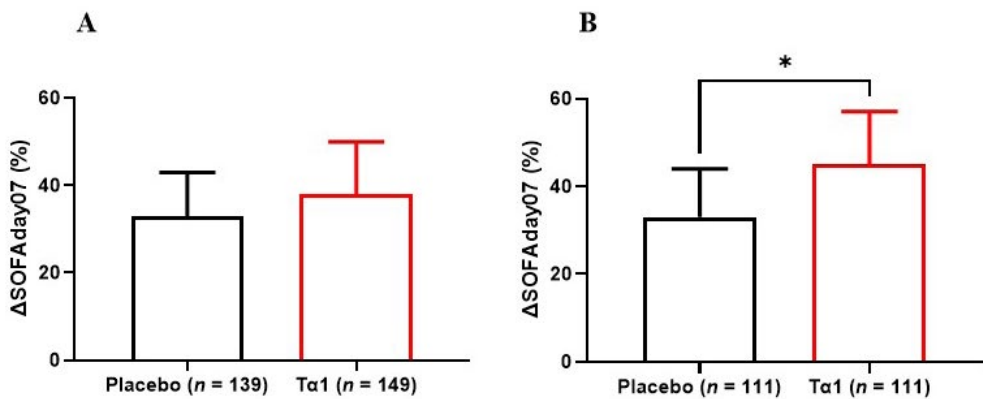 A
ΔSOFAday07 (%)
60
40
20
0
Placebo (n = 139)
Tα1 (n = 149)
B
*
ΔSOFAday07 (%)
60
40
20
0
Placebo (n = 111)
Tα1 (n = 111)